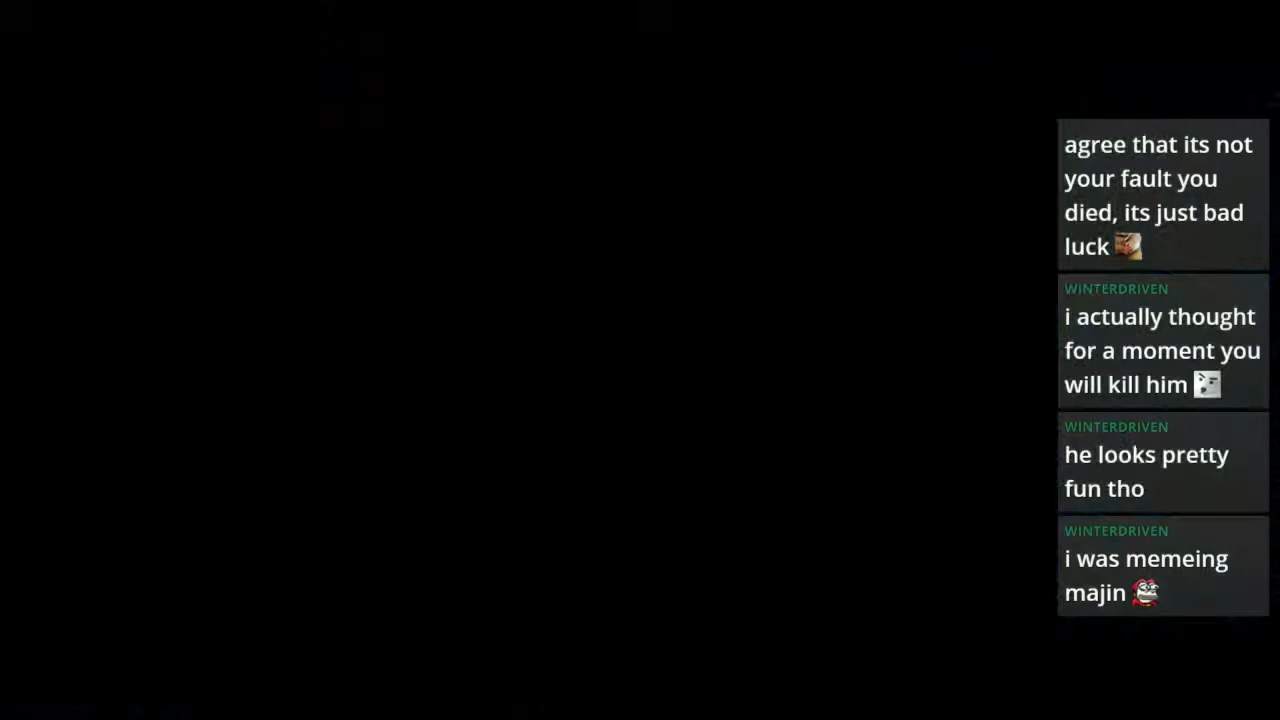 agree that its not
your fault you
died, its just bad
luck
WINTERDRIVEN
i actually thought
for a moment you
will kill him
WINTERDRIVEN
he looks pretty
fun tho
WINTERDRIVEN
i was memeing
majin